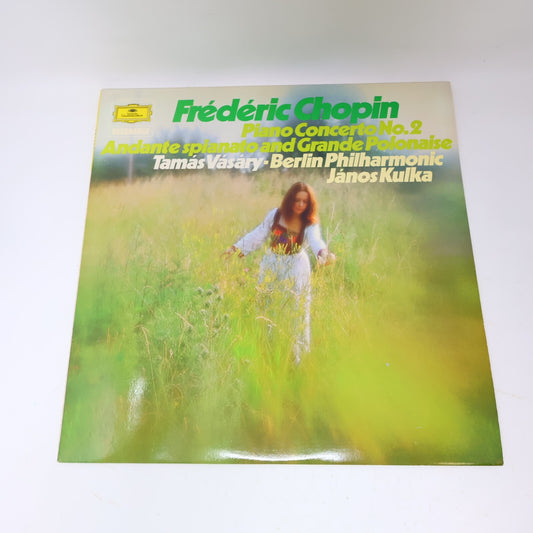 Frédéric Chopin
Piano Concerto No.2
Andante spianato and Grande Polonaise
Tamás Vásáry · Berlin Philharmonic
János Kulka